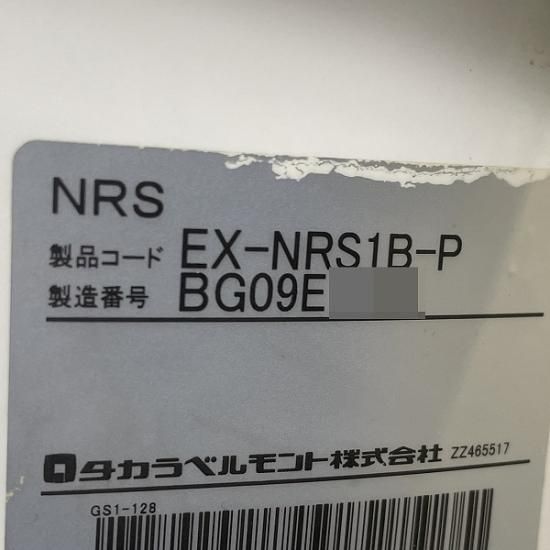 NRS
製品コード EX-NRS1B-P
製造番号 BG09E
タカラベルモント株式会社 ZZ465517
GS1-128